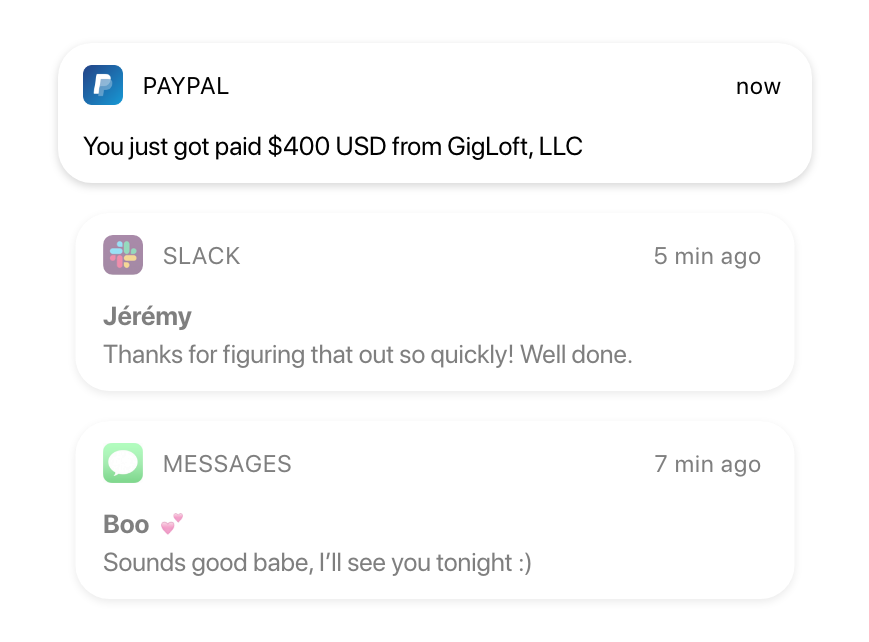 PAYPAL now
You just got paid $400 USD from GigLoft, LLC
SLACK 5 min ago
Jérémy
Thanks for figuring that out so quickly! Well done.
MESSAGES 7 min ago
Boo 💕
Sounds good babe, I’ll see you tonight :)